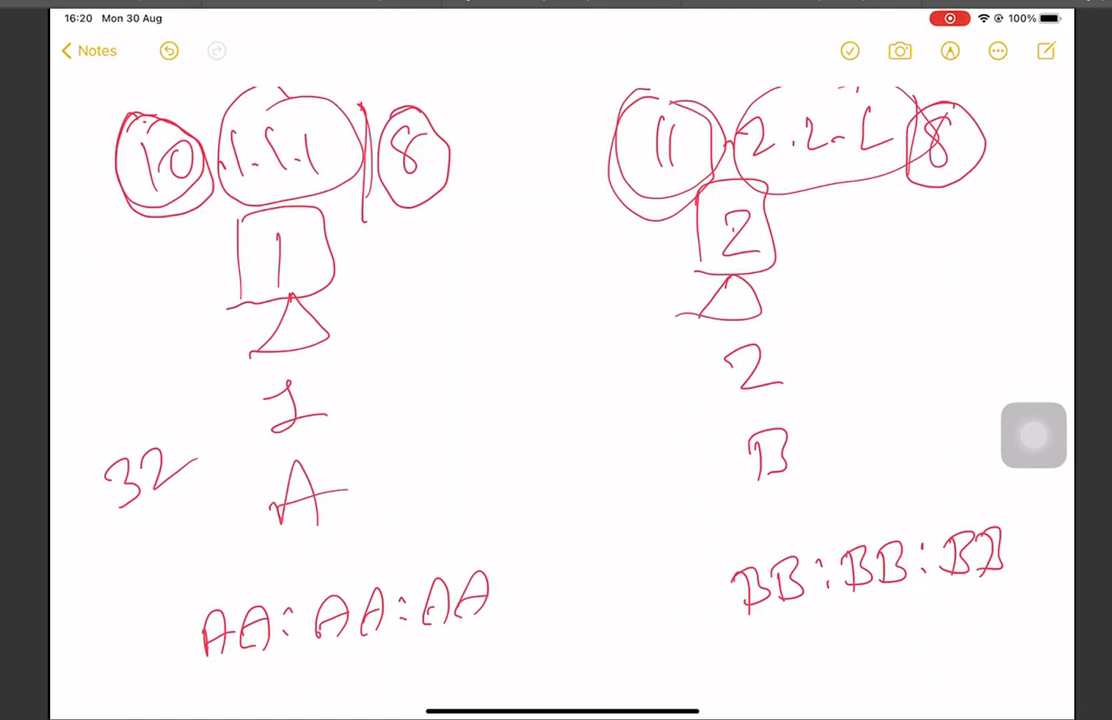 16:20 Mon 30 Aug 100%
Notes
10 .1.1.1 8
11 .2.2.2 8
1
2
1
2
A
B
32
AA:AA:AA
BB:BB:BB